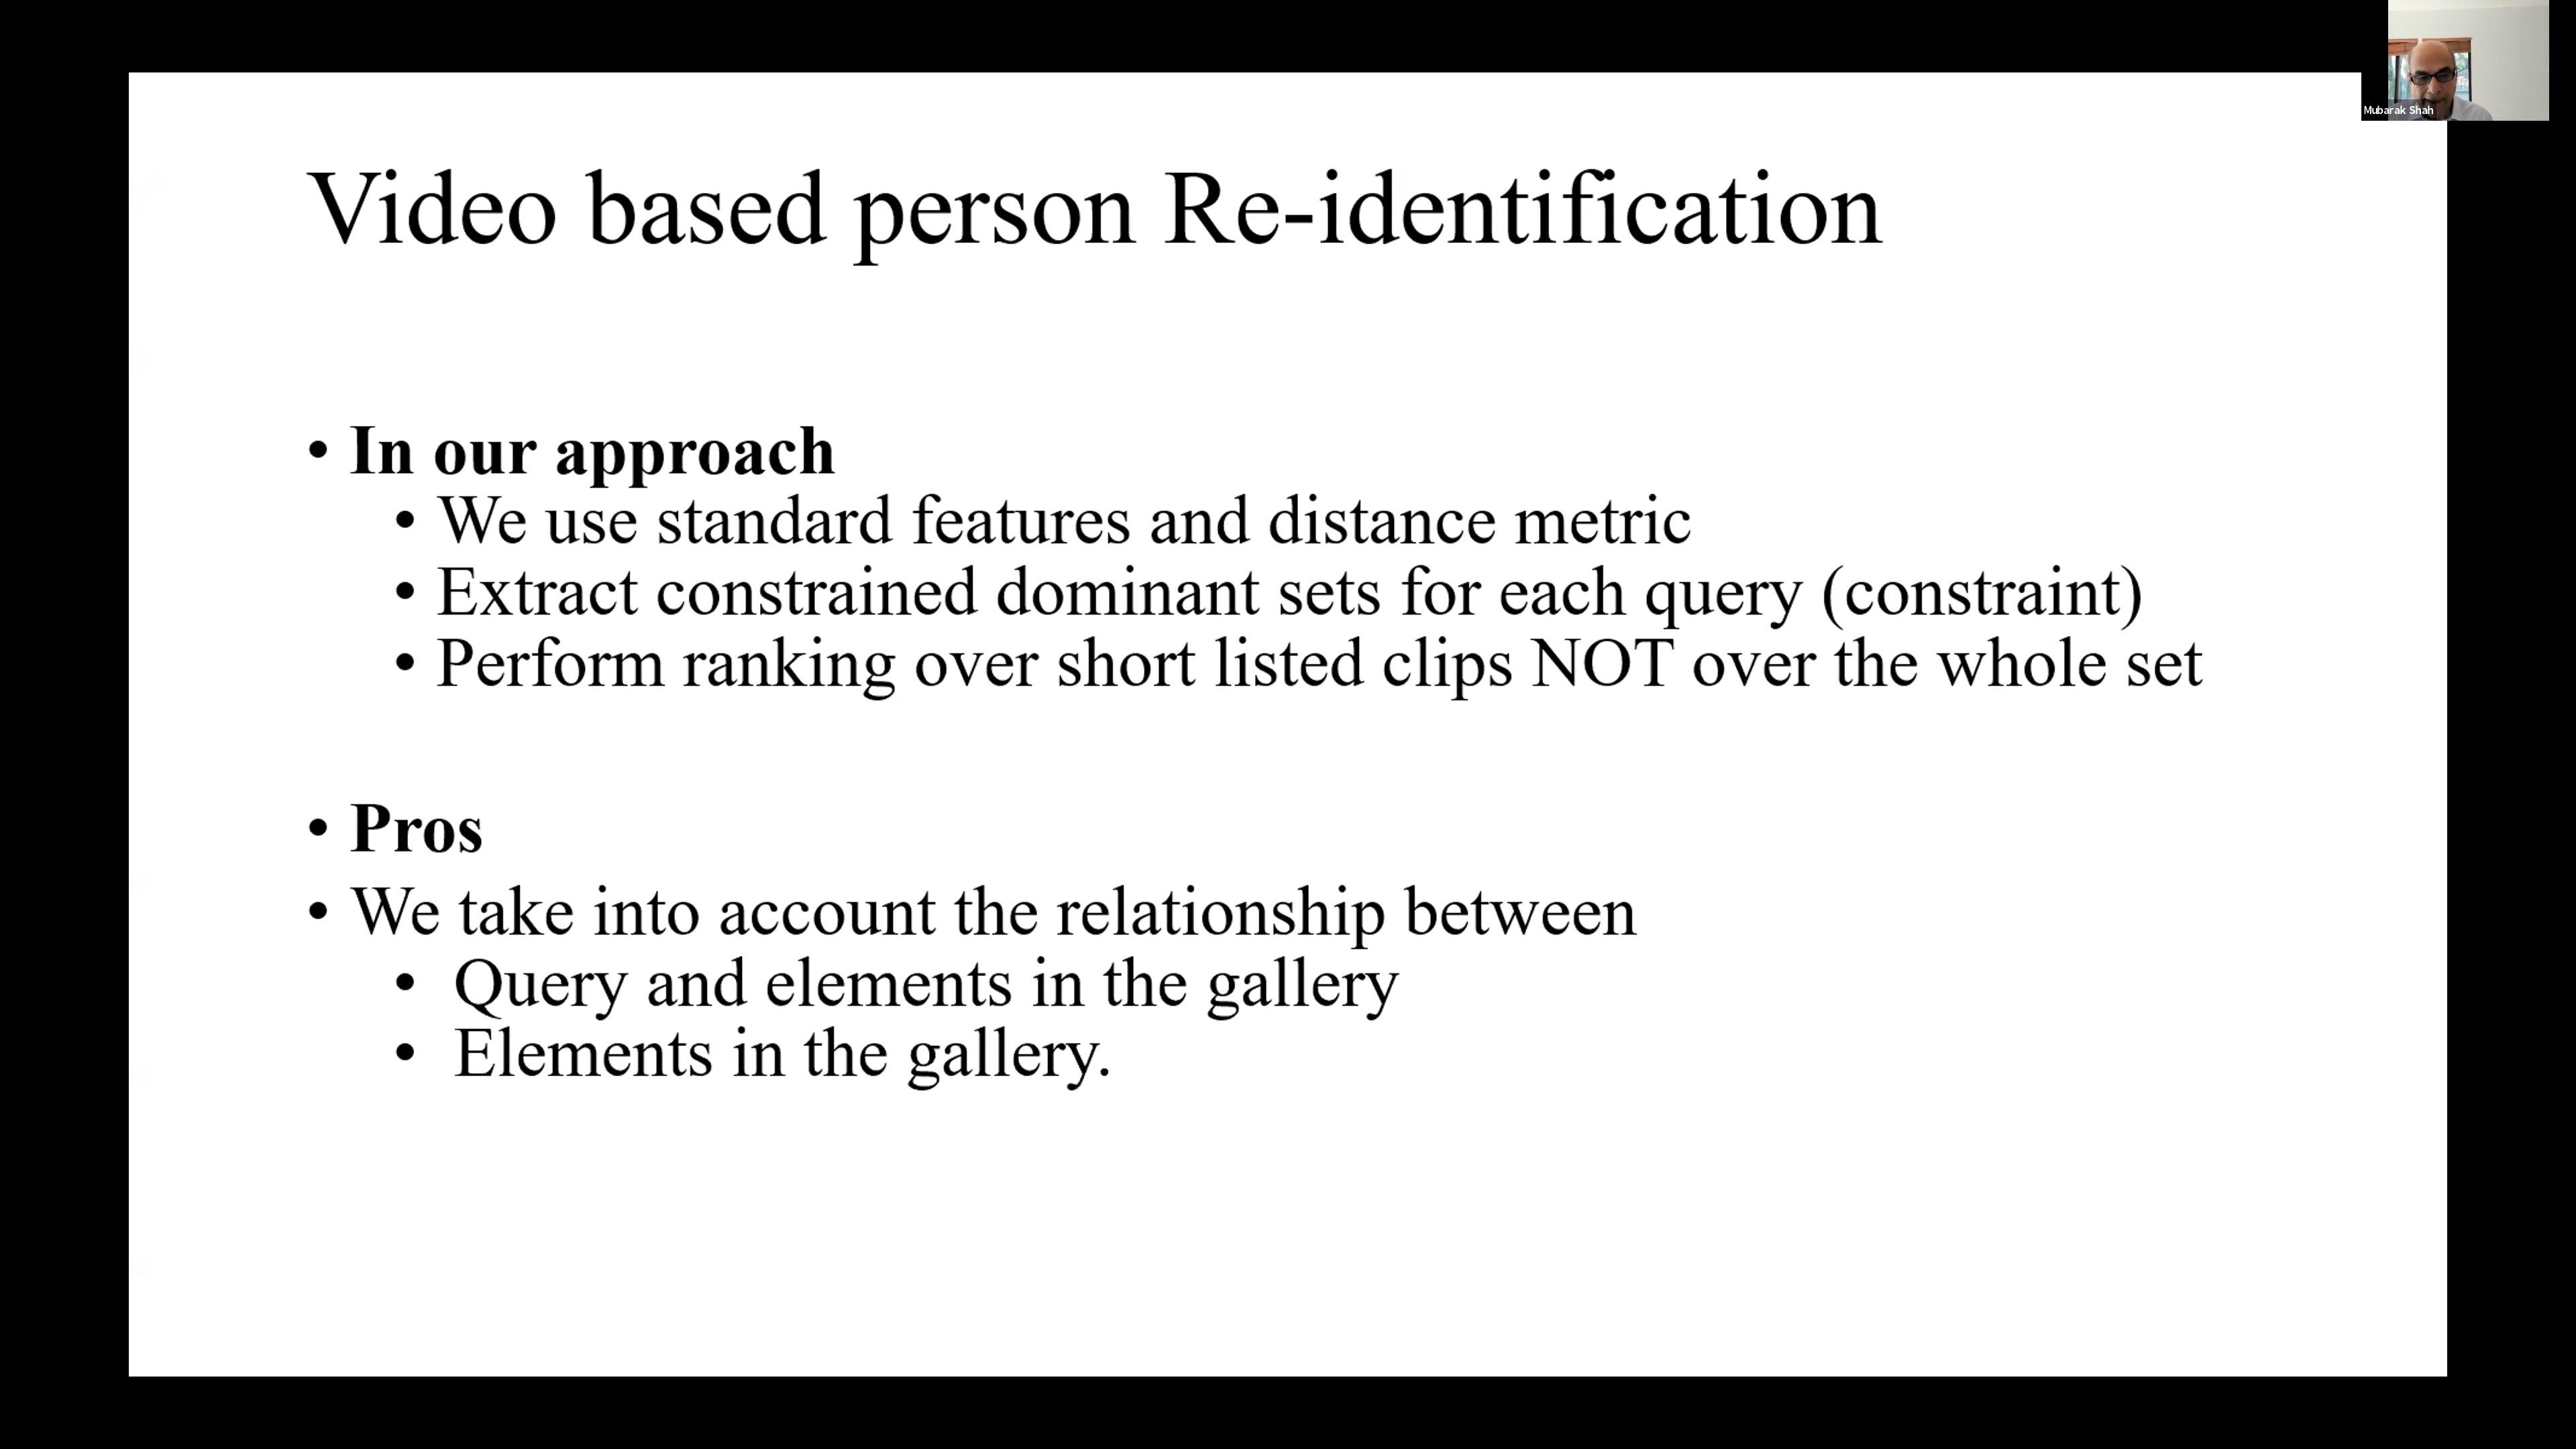 Mubarak Shah
Video based person Re-identification
• In our approach
• We use standard features and distance metric
• Extract constrained dominant sets for each query (constraint)
• Perform ranking over short listed clips NOT over the whole set
• Pros
• We take into account the relationship between
• Query and elements in the gallery
• Elements in the gallery.